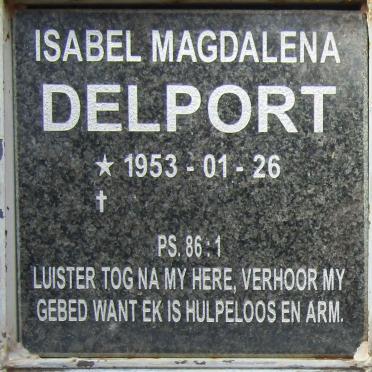 ISABEL MAGDALENA
DELPORT
★ 1953 - 01 - 26
✝
PS. 86 : 1
LUISTER TOG NA MY HERE, VERHOOR MY
GEBED WANT EK IS HULPELOOS EN ARM.